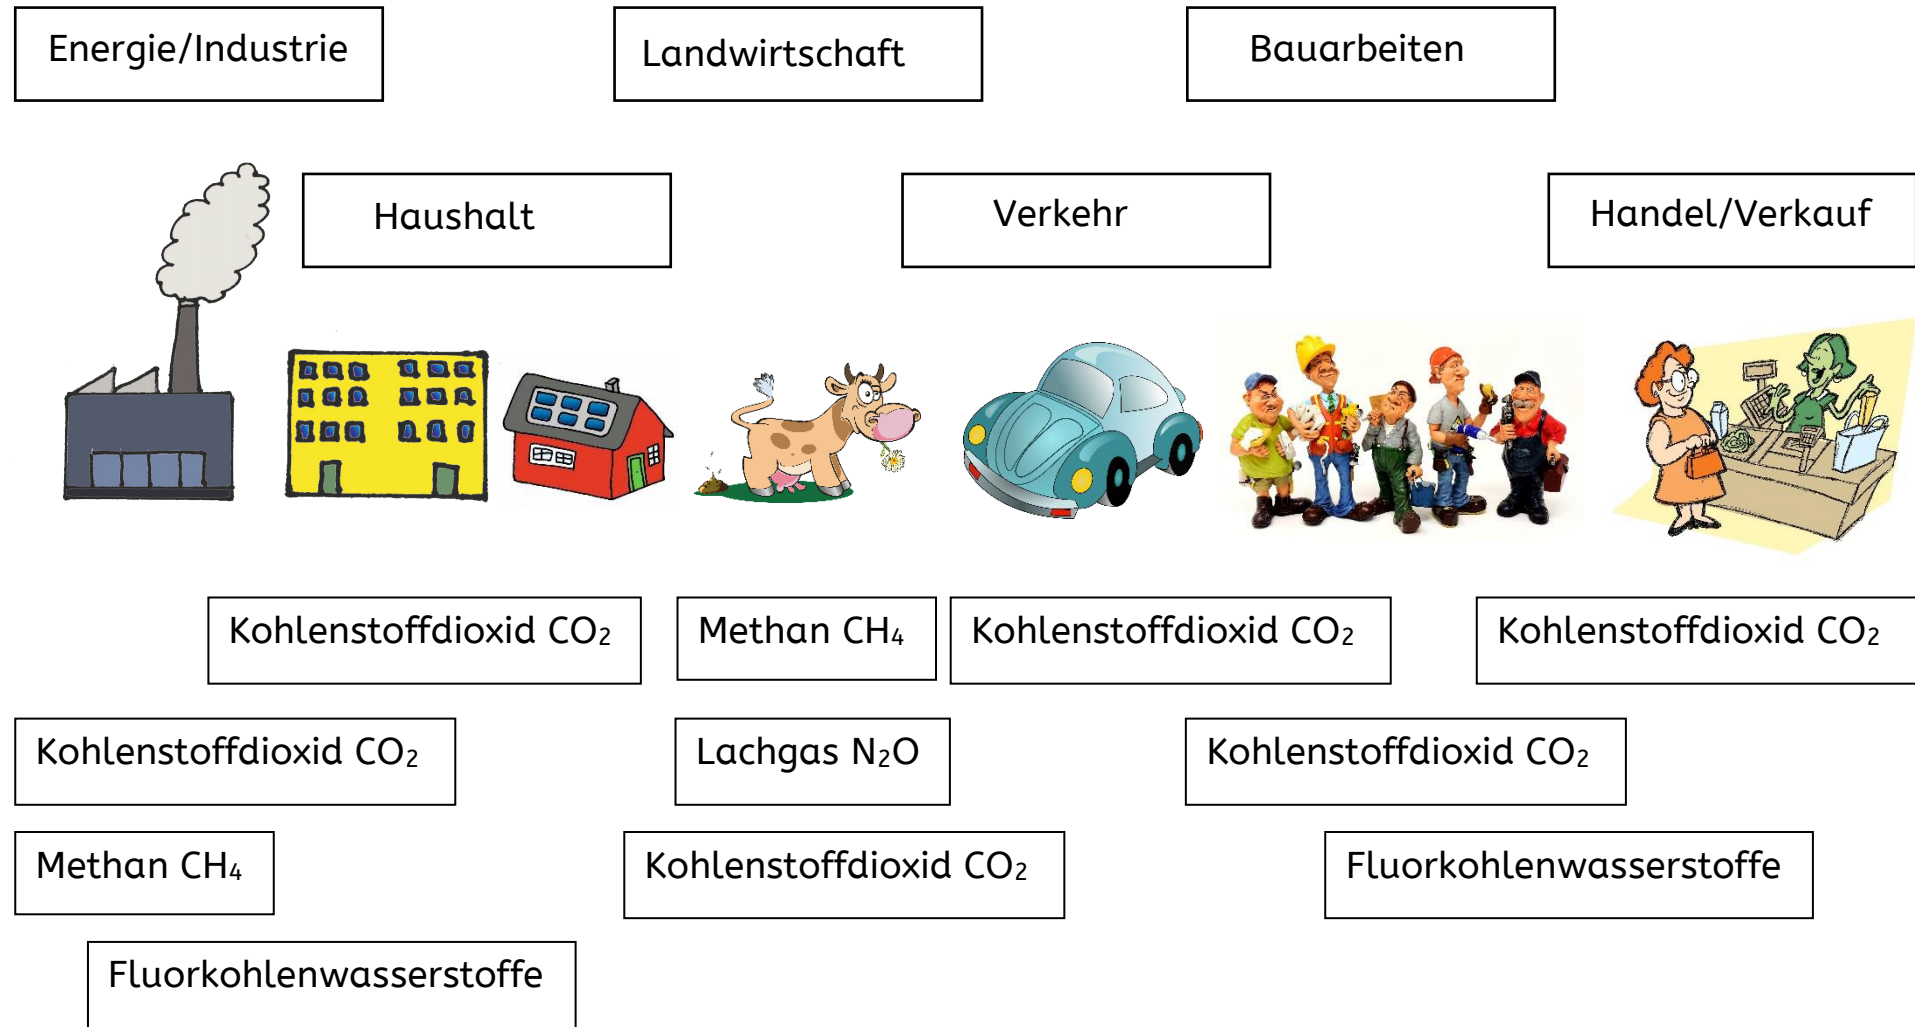 Energie/Industrie
Landwirtschaft
Bauarbeiten
Haushalt
Verkehr
Handel/Verkauf
Kohlenstoffdioxid CO₂
Methan CH₄
Kohlenstoffdioxid CO₂
Kohlenstoffdioxid CO₂
Kohlenstoffdioxid CO₂
Lachgas N₂O
Kohlenstoffdioxid CO₂
Methan CH₄
Kohlenstoffdioxid CO₂
Fluorkohlenwasserstoffe
Fluorkohlenwasserstoffe